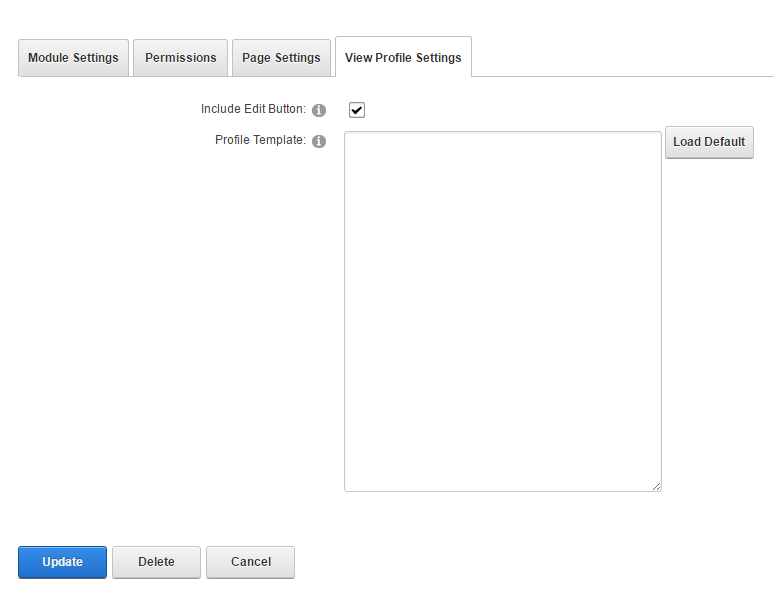 Module Settings Permissions Page Settings View Profile Settings
Include Edit Button:
Profile Template:
Load Default
Update Delete Cancel